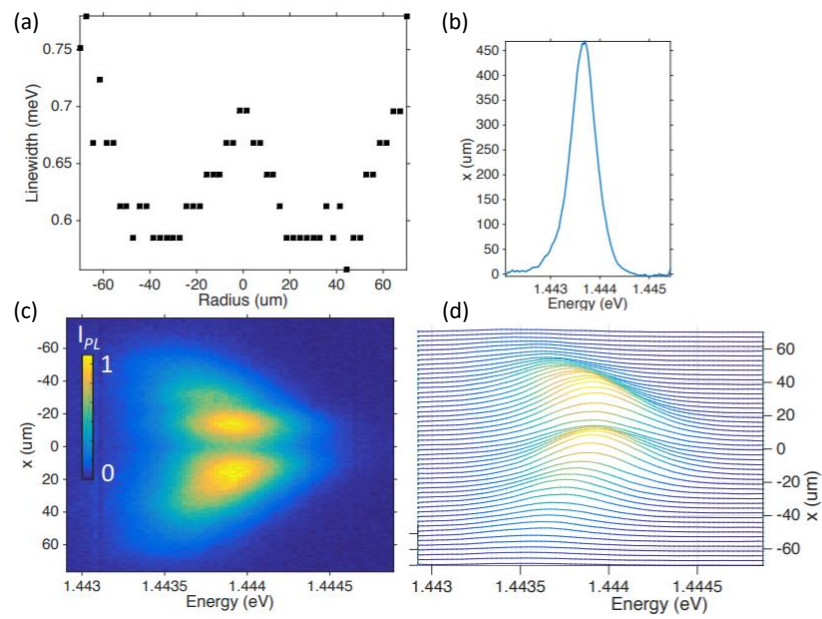 (a)
0.75
0.7
0.65
0.6
Linewidth (meV)
-60 -40 -20 0 20 40 60
Radius (um)
(b)
450
400
350
300
250
200
150
100
50
0
x (um)
1.443 1.444 1.445
Energy (eV)
(c)
I_PL
1
0
-60
-40
-20
0
20
40
60
x (um)
1.443 1.4435 1.444 1.4445
Energy (eV)
(d)
60
40
20
0
-20
-40
-60
x (um)
1.443 1.4435 1.444 1.4445
Energy (eV)